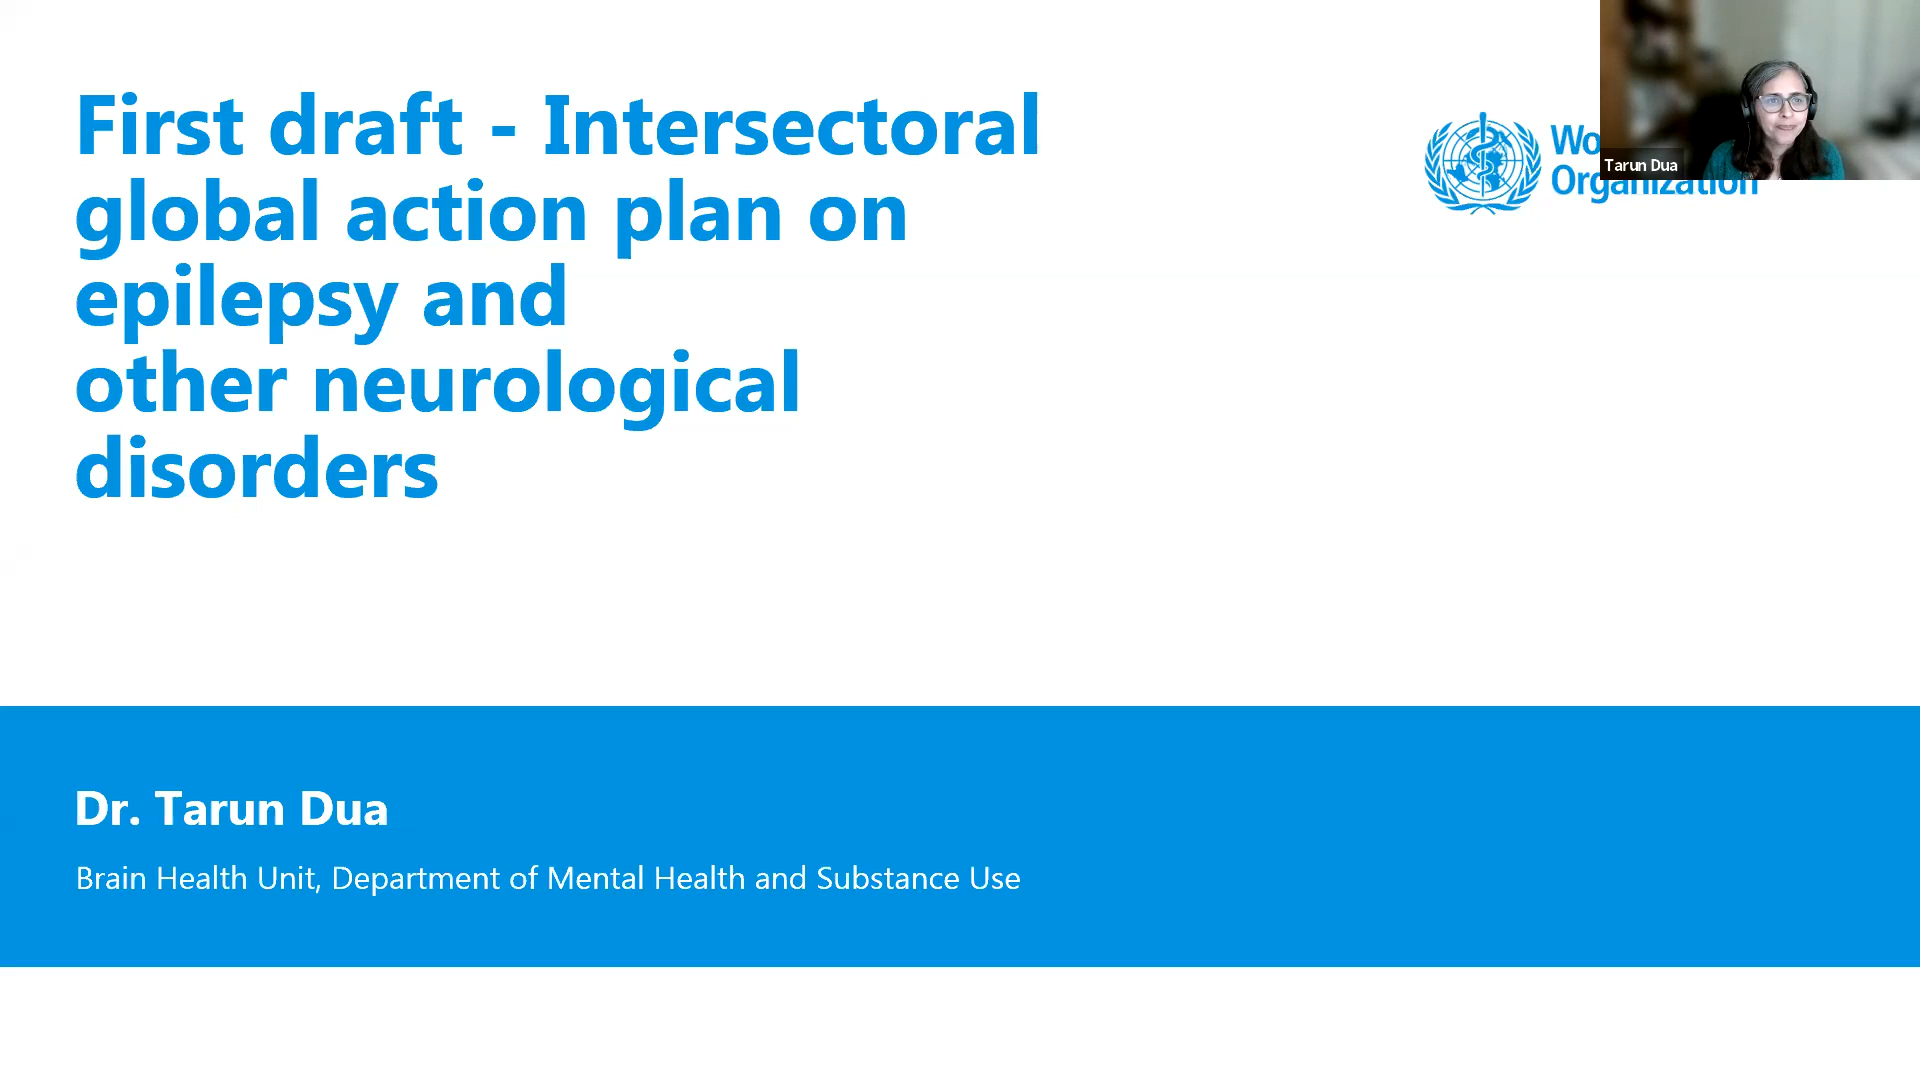 First draft - Intersectoral
global action plan on
epilepsy and
other neurological
disorders
Organization
Tarun Dua
Dr. Tarun Dua
Brain Health Unit, Department of Mental Health and Substance Use